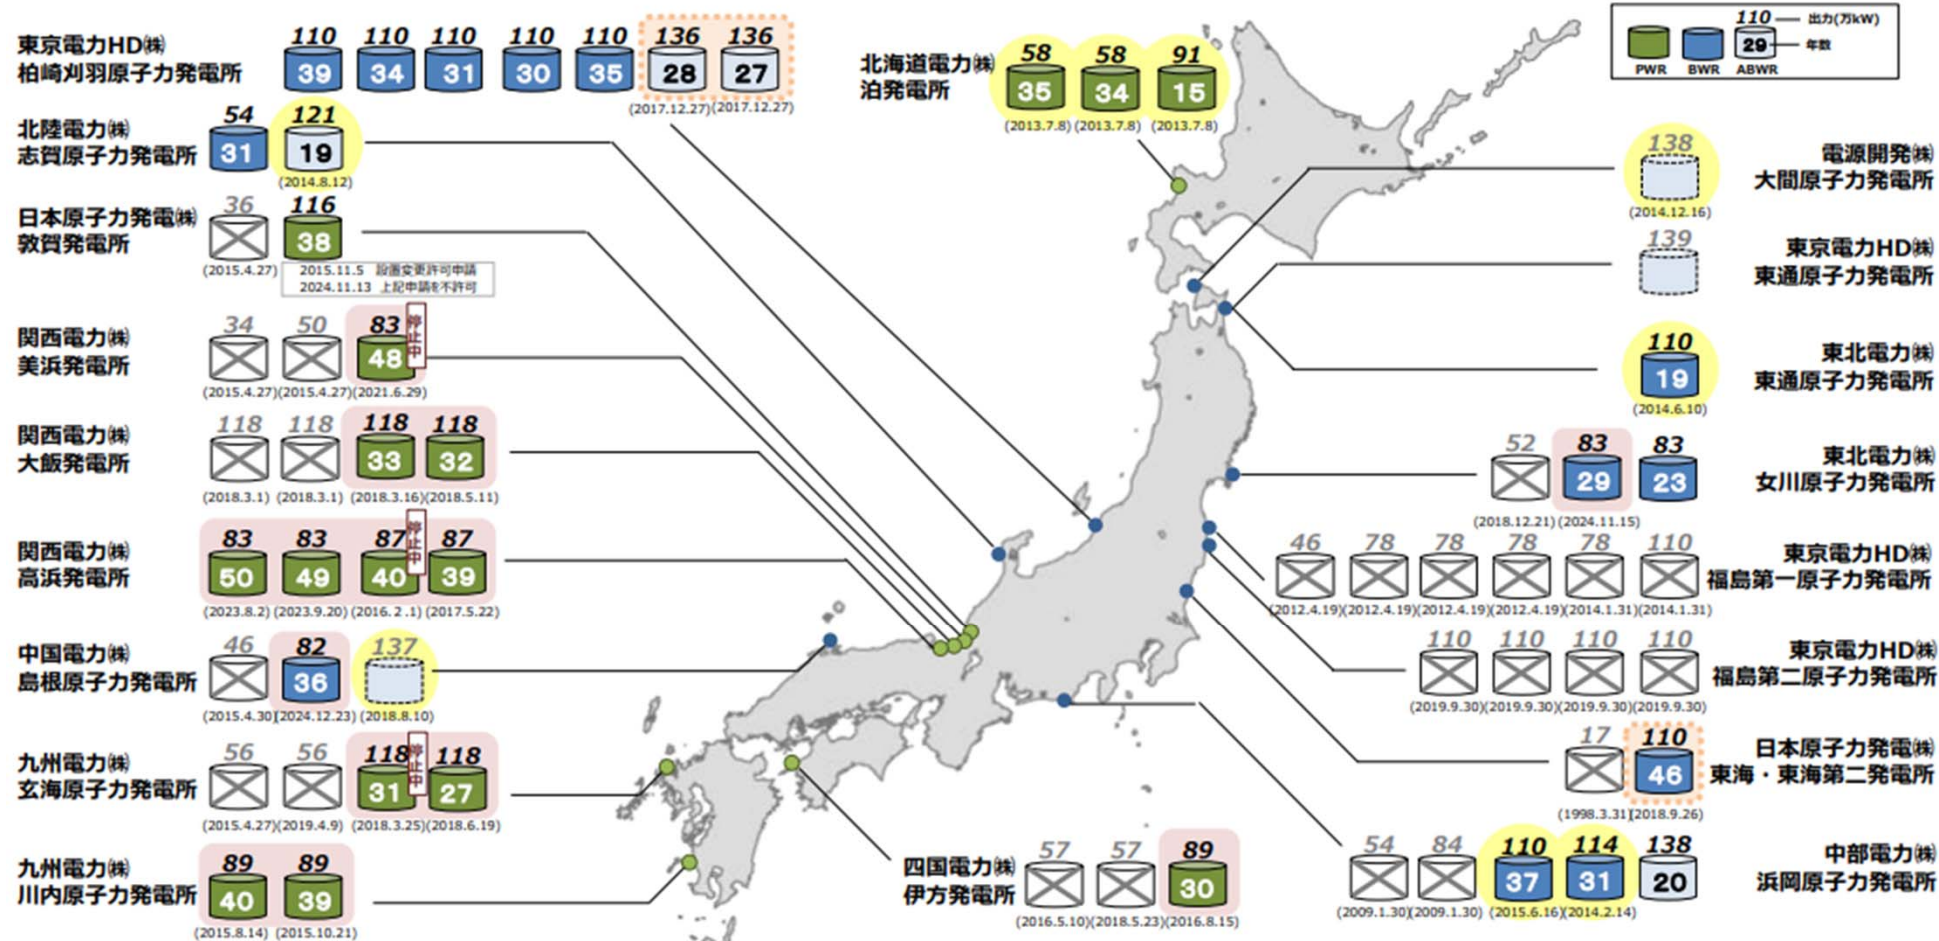 東京電力HD㈱
柏崎刈羽原子力発電所
110 110 110 110 110 136 136
39 34 31 30 35 28 27
(2017.12.27) (2017.12.27)
北陸電力㈱
志賀原子力発電所
54 121
31 19
(2014.8.12)
日本原子力発電㈱
敦賀発電所
36 116
38
(2015.4.27)
2015.11.5 設置変更許可申請
2024.11.13 上記申請を不許可
関西電力㈱
美浜発電所
34 50 83
48
停止中
(2015.4.27) (2015.4.27) (2021.6.29)
関西電力㈱
大飯発電所
118 118 118 118
33 32
(2018.3.1) (2018.3.1) (2018.3.16) (2018.5.11)
関西電力㈱
高浜発電所
83 83 87 87
50 49 40 39
停止中
(2023.8.2) (2023.9.20) (2016.2.1) (2017.5.22)
中国電力㈱
島根原子力発電所
46 82 137
36
(2015.4.30) (2024.12.23) (2018.8.10)
九州電力㈱
玄海原子力発電所
56 56 118 118
31 27
停止中
(2015.4.27) (2019.4.9) (2018.3.25) (2018.6.19)
九州電力㈱
川内原子力発電所
89 89
40 39
(2015.8.14) (2015.10.21)
北海道電力㈱
泊発電所
58 58 91
35 34 15
(2013.7.8) (2013.7.8) (2013.7.8)
四国電力㈱
伊方発電所
57 57 89
30
(2016.5.10) (2018.5.23) (2016.8.15)
110 出力(万kW)
29 年数
PWR BWR ABWR
138
電源開発㈱
大間原子力発電所
(2014.12.16)
139
東京電力HD㈱
東通原子力発電所
110
19
東北電力㈱
東通原子力発電所
(2014.6.10)
52 83 83
29 23
東北電力㈱
女川原子力発電所
(2018.12.21) (2024.11.15)
46 78 78 78 78 110
東京電力HD㈱
福島第一原子力発電所
(2012.4.19) (2012.4.19) (2012.4.19) (2012.4.19) (2014.1.31) (2014.1.31)
110 110 110 110
東京電力HD㈱
福島第二原子力発電所
(2019.9.30) (2019.9.30) (2019.9.30) (2019.9.30)
17 110
46
日本原子力発電㈱
東海・東海第二発電所
(1998.3.31) (2018.9.26)
54 84 110 114 138
37 31 20
中部電力㈱
浜岡原子力発電所
(2009.1.30) (2009.1.30) (2015.6.16) (2014.2.14)